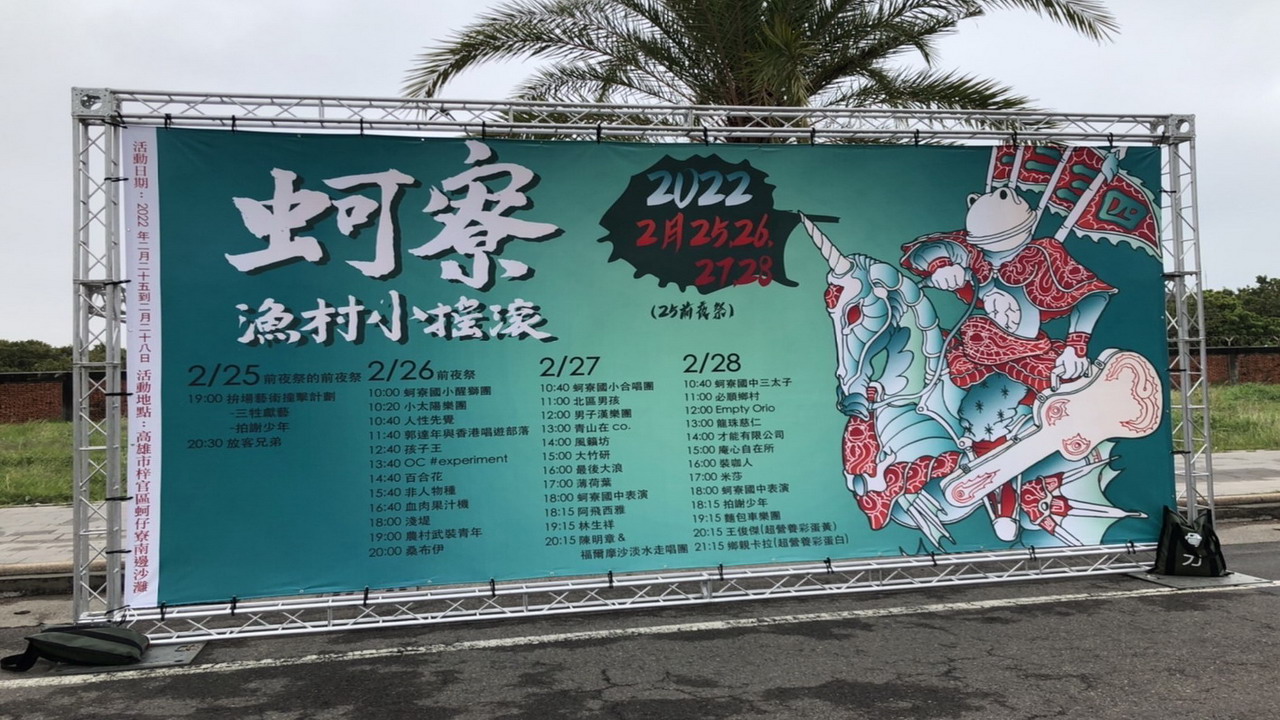 活動日期：2022年二月二十五到二月二十八日 活動地點：高雄市梓官區蚵仔寮南邊沙灘
蚵寮
漁村小搖滾
2022
2月25.26.
27.28
(25前夜祭)
2/25 前夜祭的前夜祭
19:00 拚場藝術撞擊計劃
-三牲獻藝
-拍謝少年
20:30 放客兄弟
2/26 前夜祭
10:00 蚵寮國小醒獅團
10:20 小太陽樂團
10:40 人性先覺
11:40 郭達年與香港唱遊部落
12:40 孩子王
13:40 OC #experiment
14:40 百合花
15:40 非人物種
16:40 血肉果汁機
18:00 淺堤
19:00 農村武裝青年
20:00 桑布伊
2/27
10:40 蚵寮國小合唱團
11:00 北區男孩
12:00 男子漢樂團
13:00 青山在 co.
14:00 風籟坊
15:00 大竹研
16:00 最後大浪
17:00 薄荷葉
18:00 蚵寮國中表演
18:15 阿飛西雅
19:15 林生祥
20:15 陳明章 &
福爾摩沙淡水走唱團
2/28
10:40 蚵寮國中三太子
11:00 必順鄉村
12:00 Empty Orio
13:00 龍珠慈仁
14:00 才能有限公司
15:00 庵心自在所
16:00 裝咖人
17:00 米莎
18:00 蚵寮國中表演
18:15 拍謝少年
19:15 麵包車樂團
20:15 王俊傑(超營養彩蛋黃)
21:15 鄉親卡拉(超營養彩蛋白)
二三四